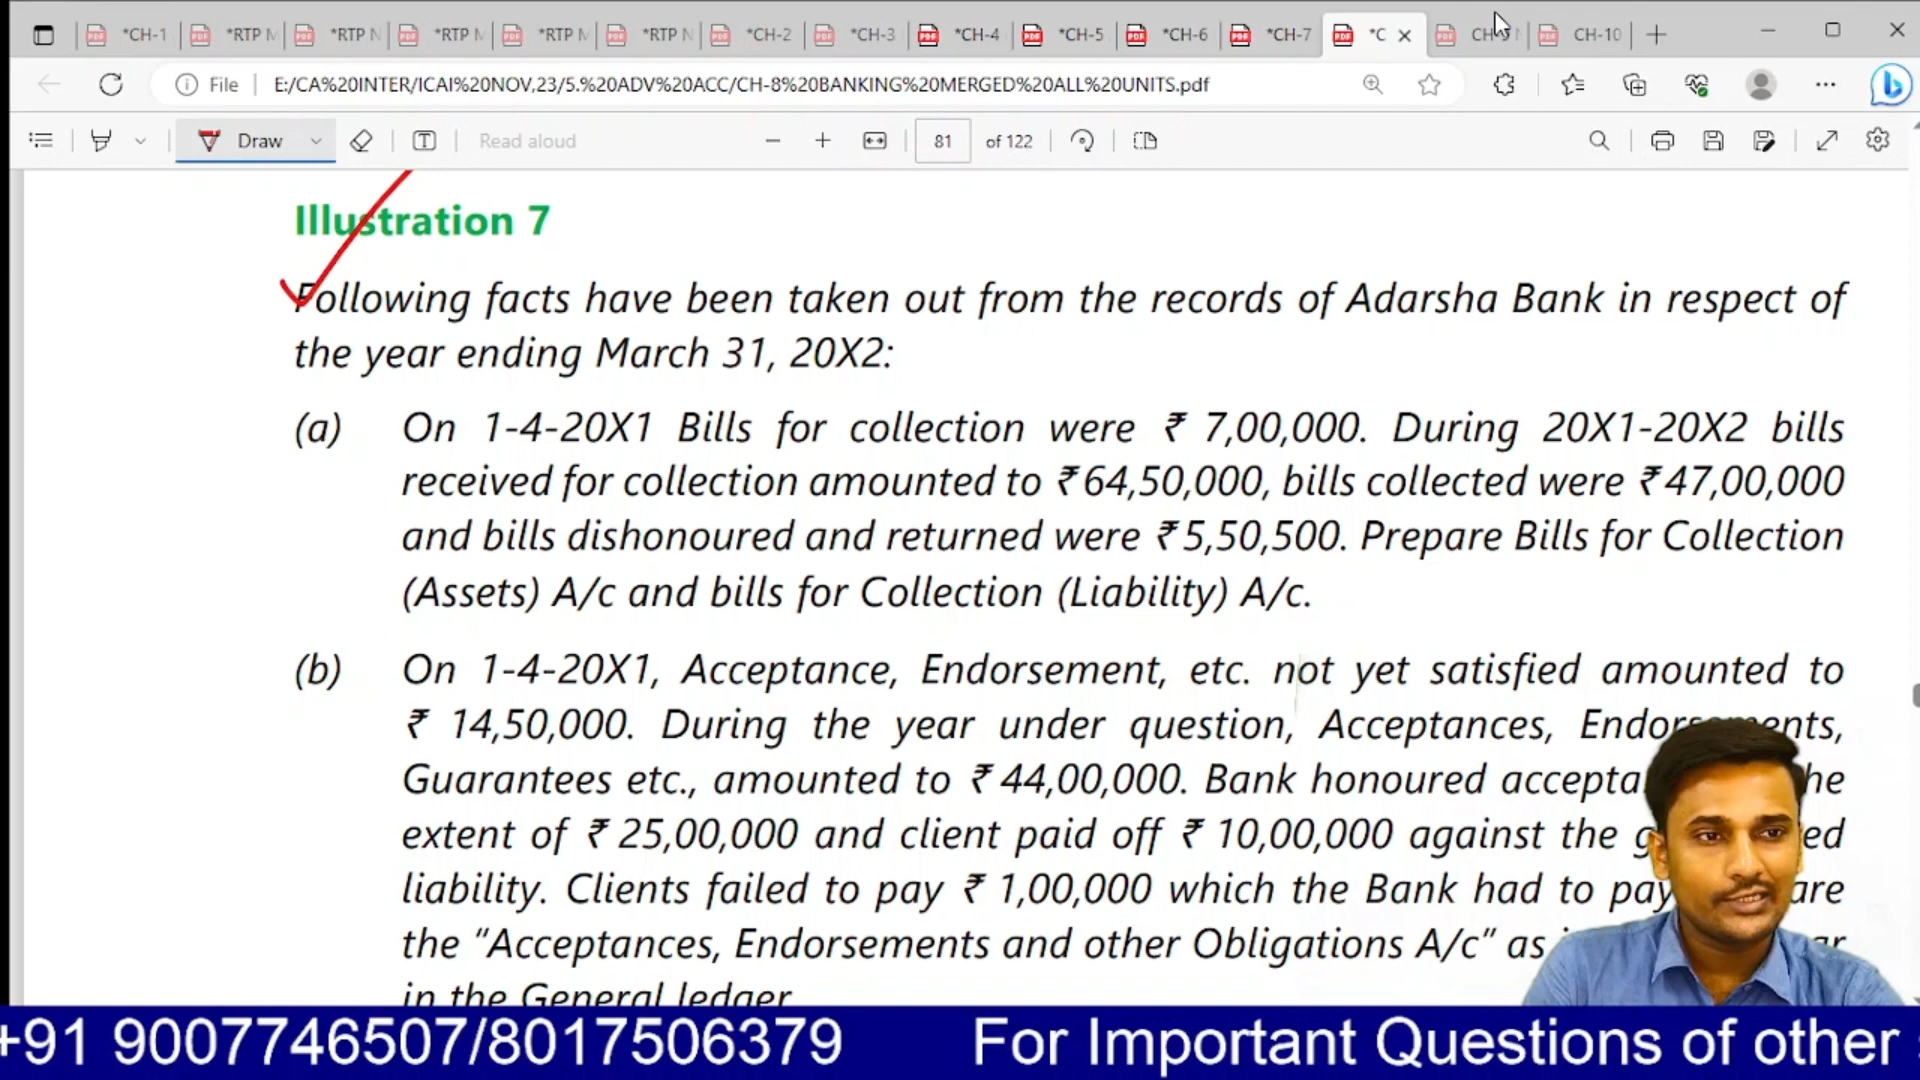 *CH-1 *RTP M *RTP N *RTP M *RTP M *RTP N *CH-2 *CH-3 *CH-4 *CH-5 *CH-6 *CH-7 *C CH-10
File E:/CA%20INTER/ICAI%20NOV,23/5.%20ADV%20ACC/CH-8%20BANKING%20MERGED%20ALL%20UNITS.pdf
Draw Read aloud 81 of 122
Illustration 7
Following facts have been taken out from the records of Adarsha Bank in respect of
the year ending March 31, 20X2:
(a) On 1-4-20X1 Bills for collection were ₹ 7,00,000. During 20X1-20X2 bills
received for collection amounted to ₹64,50,000, bills collected were ₹47,00,000
and bills dishonoured and returned were ₹5,50,500. Prepare Bills for Collection
(Assets) A/c and bills for Collection (Liability) A/c.
(b) On 1-4-20X1, Acceptance, Endorsement, etc. not yet satisfied amounted to
₹ 14,50,000. During the year under question, Acceptances,
Guarantees etc., amounted to ₹ 44,00,000. Bank honoured
extent of ₹ 25,00,000 and client paid off ₹ 10,00,000 against the
liability. Clients failed to pay ₹ 1,00,000 which the Bank had to pay
the “Acceptances, Endorsements and other Obligations A/c” as
in the General ledger
+91 9007746507/8017506379 For Important Questions of other